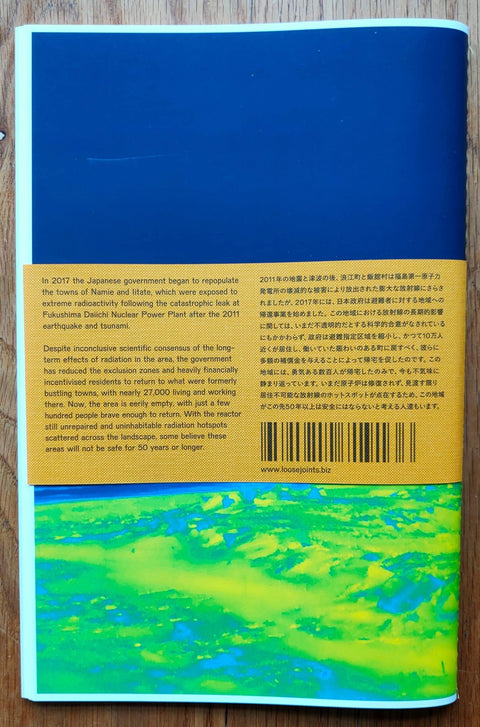 In 2017 the Japanese government began to repopulate
the towns of Namie and Iitate, which were exposed to
extreme radioactivity following the catastrophic leak at
Fukushima Daiichi Nuclear Power Plant after the 2011
earthquake and tsunami.
Despite inconclusive scientific consensus of the long-
term effects of radiation in the area, the government
has reduced the exclusion zones and heavily financially
incentivised residents to return to what were formerly
bustling towns, with nearly 27,000 living and working
there. Now, the area is eerily empty, with just a few
hundred people brave enough to return. With the reactor
still unrepaired and uninhabitable radiation hotspots
scattered across the landscape, some believe these
areas will not be safe for 50 years or longer.
2011年の地震と津波の後、浪江町と飯舘村は福島第一原子力
発電所の壊滅的な被害により放出された膨大な放射線にさらさ
れましたが、2017年には、日本政府は避難者に対する地域への
帰還事業を始めました。この地域における放射線の長期的影響
に関しては、いまだ不透明的だとする科学的合意がなされている
にもかかわらず、政府は避難指定区域を縮小し、かつて10万人
近くが居住し、働いていた賑わいのある町に戻すべく、彼らに
多額の補償金を与えることによって帰宅を促したのです。この
地域には、勇気ある数百人が帰宅したのみで、今も不気味に
静まり返っています。いまだ原子炉は修復されず、見渡す限り
居住不可能な放射線のホットスポットが点在するため、この地域
がこの先50年以上は安全にはならないと考える人達もいます。
www.loosejoints.biz